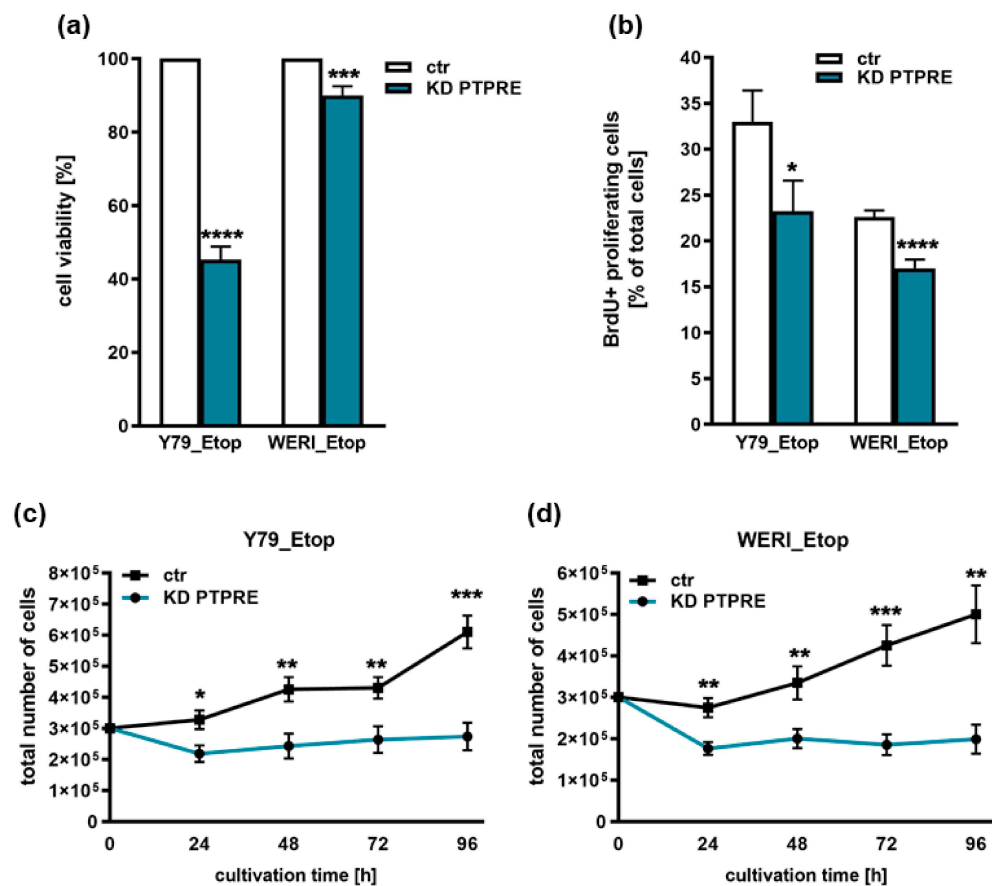 (a)
ctr
KD PTPRE
cell viability [%]
100
80
60
40
20
0
****
***
Y79_Etop
WERI_Etop
(b)
ctr
KD PTPRE
BrdU+ proliferating cells
[% of total cells]
40
35
30
25
20
15
10
5
0
*
****
Y79_Etop
WERI_Etop
(c)
Y79_Etop
ctr
KD PTPRE
total number of cells
8×10⁵
7×10⁵
6×10⁵
5×10⁵
4×10⁵
3×10⁵
2×10⁵
1×10⁵
0
*
**
**
***
0 24 48 72 96
cultivation time [h]
(d)
WERI_Etop
ctr
KD PTPRE
total number of cells
6×10⁵
5×10⁵
4×10⁵
3×10⁵
2×10⁵
1×10⁵
0
**
**
***
**
0 24 48 72 96
cultivation time [h]